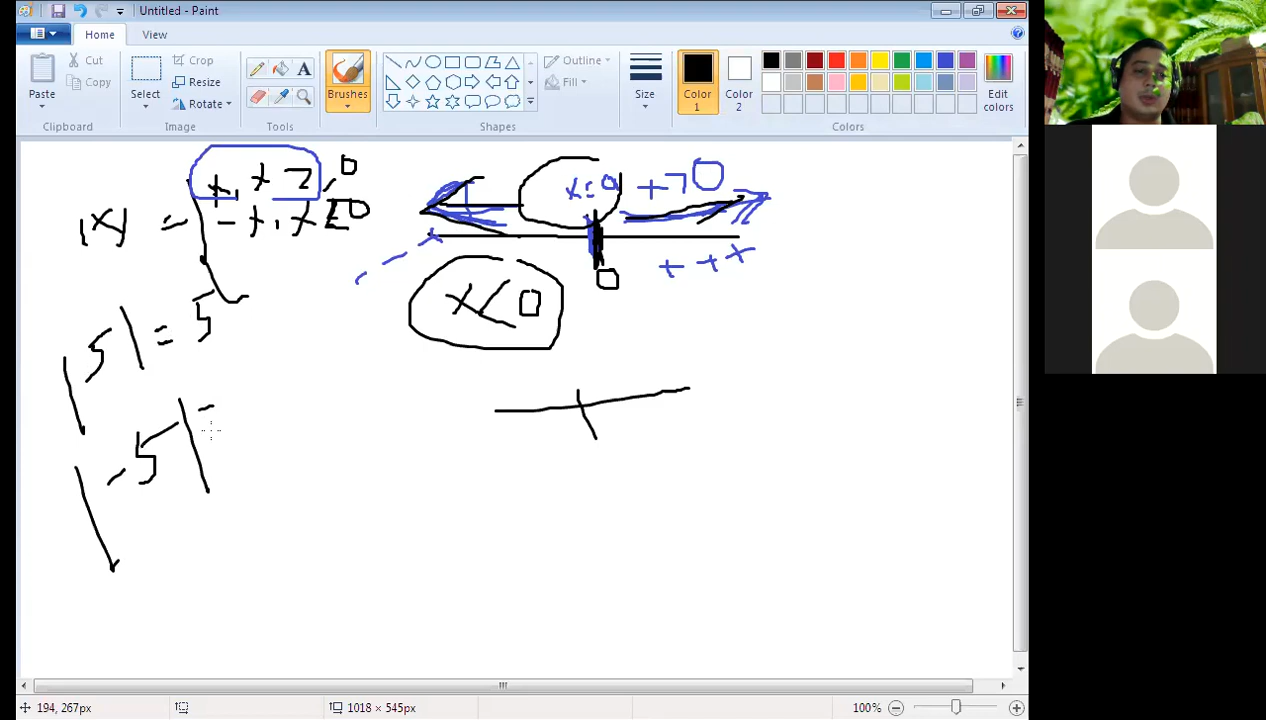 Untitled - Paint
Home
View
Paste
Cut
Copy
Clipboard
Select
Crop
Resize
Rotate
Image
Tools
Brushes
Shapes
Outline
Fill
Size
Color 1
Color 2
Edit colors
Colors
|x| =
- x, x
x=0
0
- - -
+ + +
x<0
|5| = 5
|-5| =
194, 267px
1018 × 545px
100%